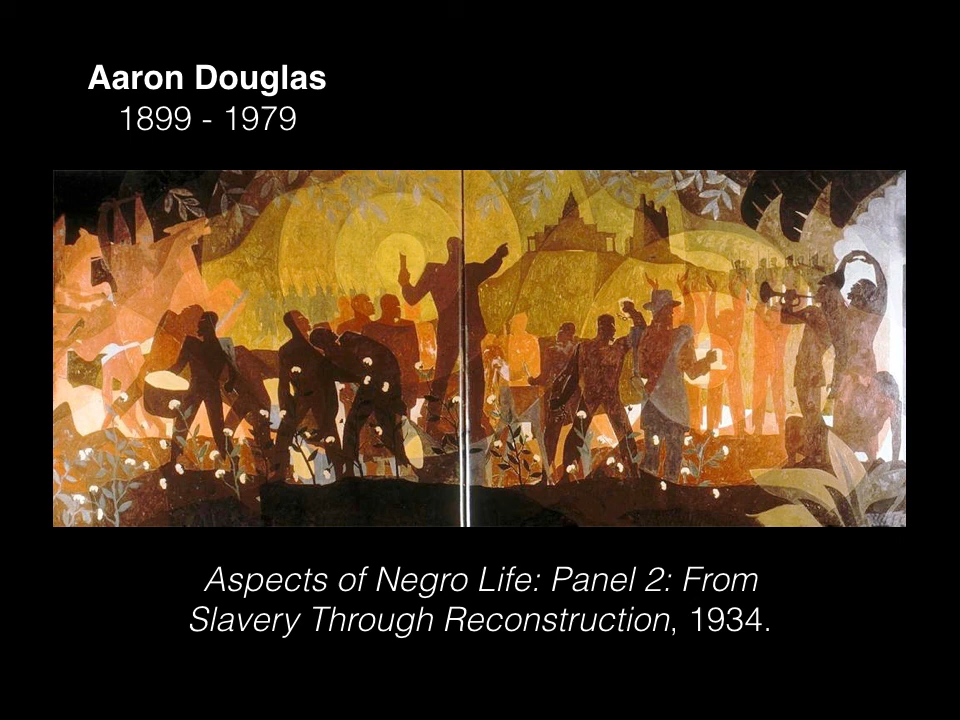 Aaron Douglas
1899 - 1979
Aspects of Negro Life: Panel 2: From
Slavery Through Reconstruction, 1934.